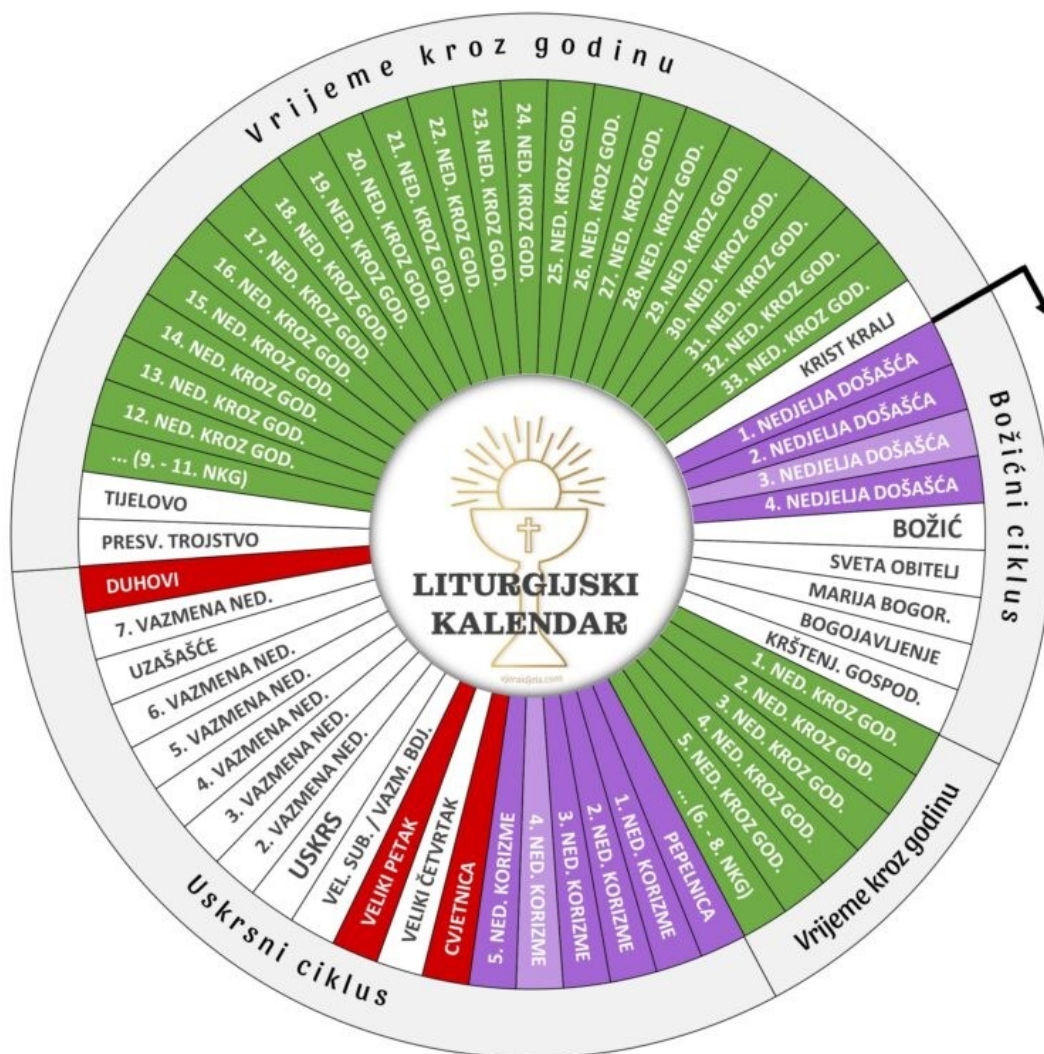 Božićni ciklus
1. NEDJELJA DOŠAŠĆA
2. NEDJELJA DOŠAŠĆA
3. NEDJELJA DOŠAŠĆA
4. NEDJELJA DOŠAŠĆA
BOŽIĆ
SVETA OBITELJ
MARIJA BOGOR.
BOGOJAVLJENJE
KRŠTENJ. GOSPOD.
Vrijeme kroz godinu
1. NED. KROZ GOD.
2. NED. KROZ GOD.
3. NED. KROZ GOD.
4. NED. KROZ GOD.
5. NED. KROZ GOD.
... (6. - 8. NKG)
Uskrsni ciklus
PEPELNICA
1. NED. KORIZME
2. NED. KORIZME
3. NED. KORIZME
4. NED. KORIZME
5. NED. KORIZME
CVJETNICA
VELIKI ČETVRTAK
VELIKI PETAK
VEL. SUB. / VAZM. BDJ.
USKRS
2. VAZMENA NED.
3. VAZMENA NED.
4. VAZMENA NED.
5. VAZMENA NED.
6. VAZMENA NED.
UZAŠAŠĆE
7. VAZMENA NED.
DUHOVI
Vrijeme kroz godinu
PRESV. TROJSTVO
TIJELOVO
... (9. - 11. NKG)
12. NED. KROZ GOD.
13. NED. KROZ GOD.
14. NED. KROZ GOD.
15. NED. KROZ GOD.
16. NED. KROZ GOD.
17. NED. KROZ GOD.
18. NED. KROZ GOD.
19. NED. KROZ GOD.
20. NED. KROZ GOD.
21. NED. KROZ GOD.
22. NED. KROZ GOD.
23. NED. KROZ GOD.
24. NED. KROZ GOD.
25. NED. KROZ GOD.
26. NED. KROZ GOD.
27. NED. KROZ GOD.
28. NED. KROZ GOD.
29. NED. KROZ GOD.
30. NED. KROZ GOD.
31. NED. KROZ GOD.
32. NED. KROZ GOD.
33. NED. KROZ GOD.
KRIST KRALJ
LITURGIJSKI
KALENDAR
vjeraidjela.com